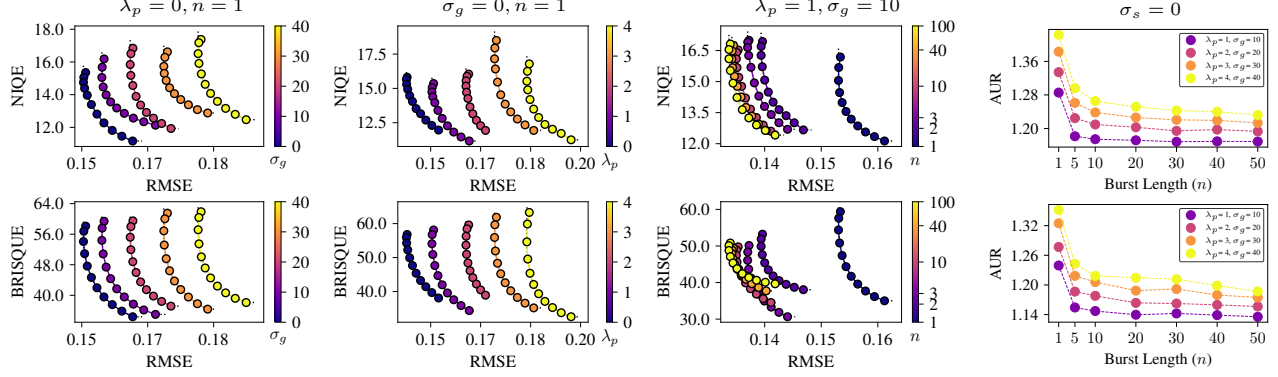 λp = 0, n = 1
σg = 0, n = 1
λp = 1, σg = 10
σs = 0
NIQE
18.0
16.0
14.0
12.0
0.15 0.17 0.18
RMSE
40
30
20
10
0
σg
NIQE
17.5
15.0
12.5
0.15 0.17 0.18 0.20
RMSE
4
3
2
1
0
λp
NIQE
16.5
15.0
13.5
12.0
0.14 0.15 0.16
RMSE
100
40
10
3
2
1
n
AUR
1.36
1.28
1.20
1 5 10 20 30 40 50
Burst Length (n)
λp = 1, σg = 10
λp = 2, σg = 20
λp = 3, σg = 30
λp = 4, σg = 40
BRISQUE
64.0
56.0
48.0
40.0
0.15 0.17 0.18
RMSE
40
30
20
10
0
σg
BRISQUE
60.0
50.0
40.0
0.15 0.17 0.18 0.20
RMSE
4
3
2
1
0
λp
BRISQUE
60.0
50.0
40.0
30.0
0.14 0.15 0.16
RMSE
100
40
10
3
2
1
n
AUR
1.32
1.26
1.20
1.14
1 5 10 20 30 40 50
Burst Length (n)
λp = 1, σg = 10
λp = 2, σg = 20
λp = 3, σg = 30
λp = 4, σg = 40